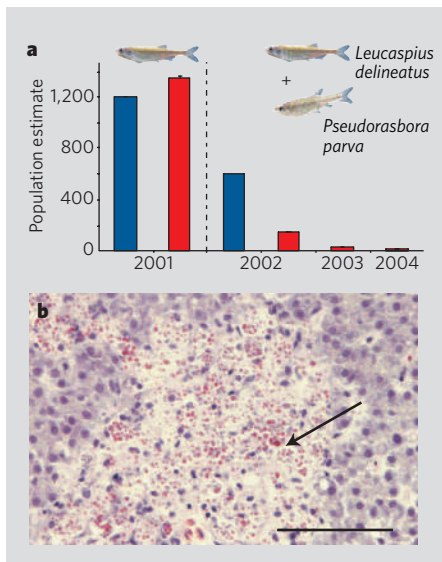 a
Leucaspius
delineatus
+
Pseudorasbora
parva
Population estimate
1,200
800
400
0
2001 2002 2003 2004
b